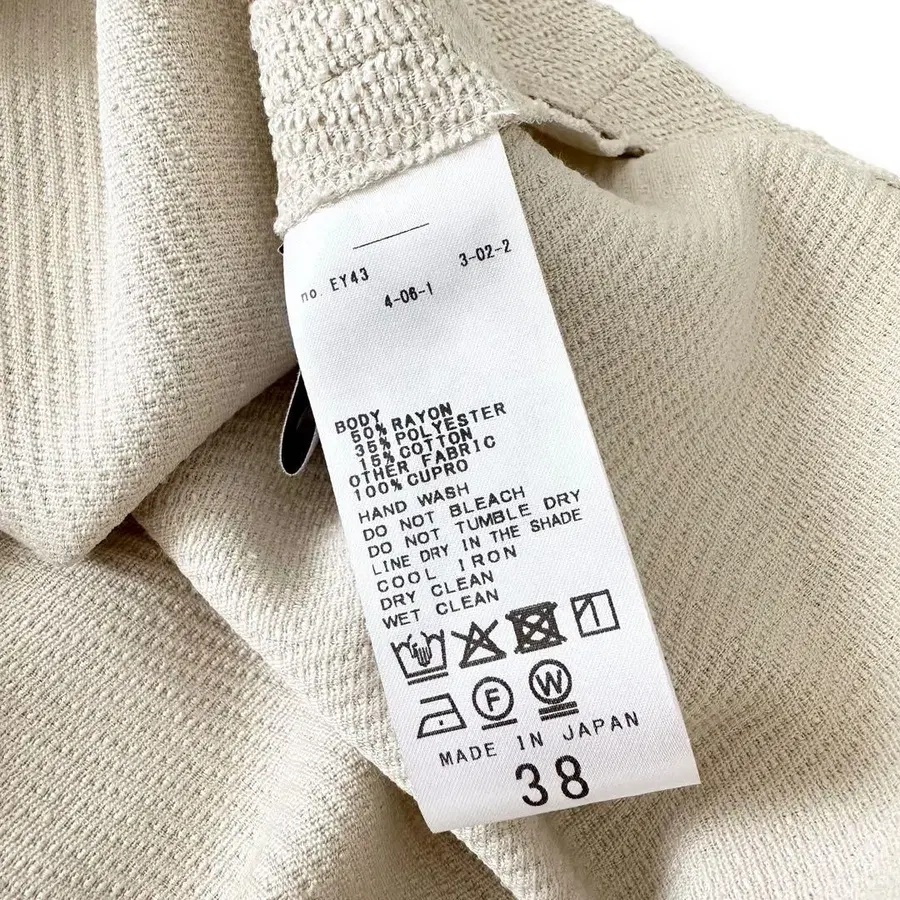 no. EY43
3-02-2
4-06-1
BODY
50% RAYON
35% POLYESTER
15% COTTON
OTHER FABRIC
100% CUPRO
HAND WASH
DO NOT BLEACH
DO NOT TUMBLE DRY
LINE DRY IN THE SHADE
COOL IRON
DRY CLEAN
WET CLEAN
F W
MADE IN JAPAN
38